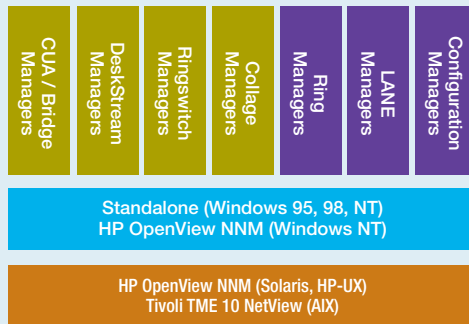 CUA / Bridge
Managers
DeskStream
Managers
Ringswitch
Managers
Collage
Managers
Ring
Managers
LANE
Managers
Configuration
Managers
Standalone (Windows 95, 98, NT)
HP OpenView NNM (Windows NT)
HP OpenView NNM (Solaris, HP-UX)
Tivoli TME 10 NetView (AIX)